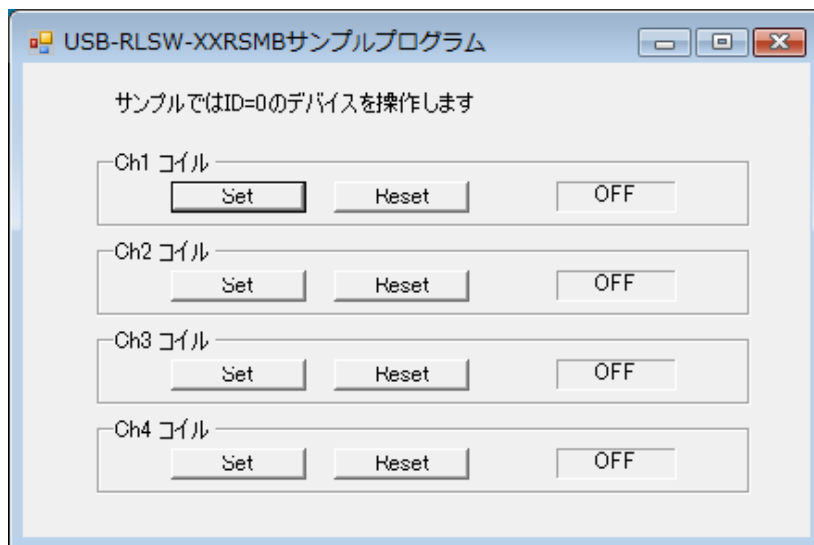 USB-RLSW-XXRSMBサンプルプログラム
サンプルではID=0のデバイスを操作します
Ch1 コイル
Set Reset OFF
Ch2 コイル
Set Reset OFF
Ch3 コイル
Set Reset OFF
Ch4 コイル
Set Reset OFF